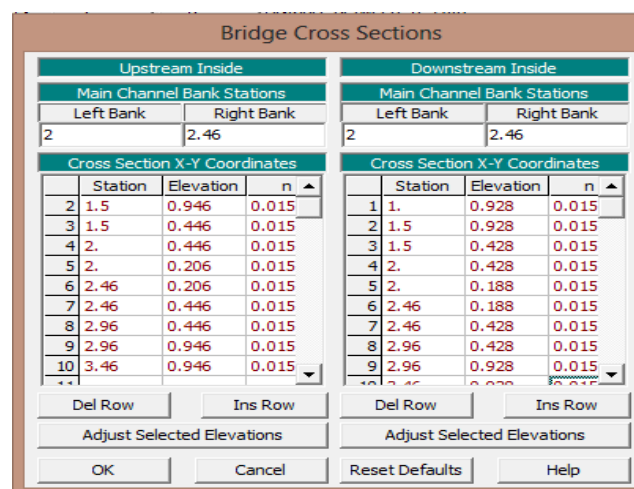 Bridge Cross Sections
Upstream Inside
Main Channel Bank Stations
Left Bank Right Bank
2 2.46
Cross Section X-Y Coordinates
Station Elevation n
2 1.5 0.946 0.015
3 1.5 0.446 0.015
4 2. 0.446 0.015
5 2. 0.206 0.015
6 2.46 0.206 0.015
7 2.46 0.446 0.015
8 2.96 0.446 0.015
9 2.96 0.946 0.015
10 3.46 0.946 0.015
11
Del Row Ins Row
Adjust Selected Elevations
OK Cancel
Downstream Inside
Main Channel Bank Stations
Left Bank Right Bank
2 2.46
Cross Section X-Y Coordinates
Station Elevation n
1 1. 0.928 0.015
2 1.5 0.928 0.015
3 1.5 0.428 0.015
4 2. 0.428 0.015
5 2. 0.188 0.015
6 2.46 0.188 0.015
7 2.46 0.428 0.015
8 2.96 0.428 0.015
9 2.96 0.928 0.015
10 3.46 0.928 0.015
Del Row Ins Row
Adjust Selected Elevations
Reset Defaults Help